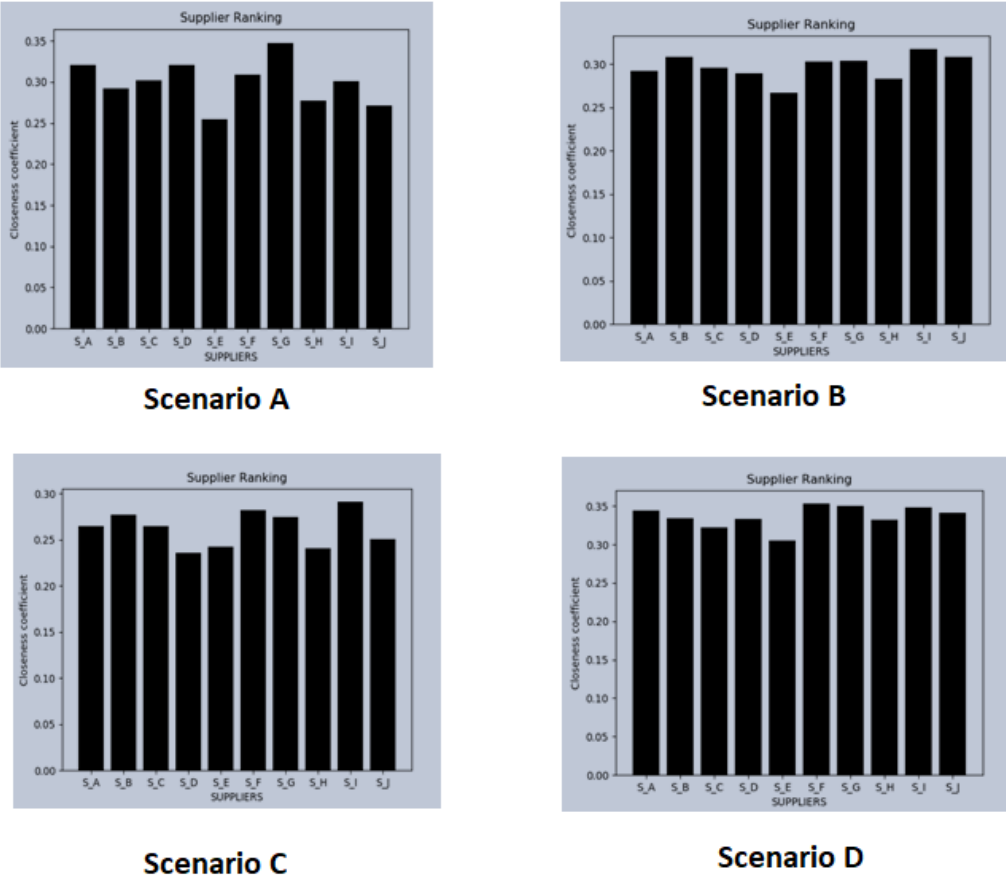 Supplier Ranking
Closeness coefficient
0.35
0.30
0.25
0.20
0.15
0.10
0.05
0.00
S_A S_B S_C S_D S_E S_F S_G S_H S_I S_J
SUPPLIERS
Scenario A
Supplier Ranking
Closeness coefficient
0.30
0.25
0.20
0.15
0.10
0.05
0.00
S_A S_B S_C S_D S_E S_F S_G S_H S_I S_J
SUPPLIERS
Scenario B
Supplier Ranking
Closeness coefficient
0.30
0.25
0.20
0.15
0.10
0.05
0.00
S_A S_B S_C S_D S_E S_F S_G S_H S_I S_J
SUPPLIERS
Scenario C
Supplier Ranking
Closeness coefficient
0.35
0.30
0.25
0.20
0.15
0.10
0.05
0.00
S_A S_B S_C S_D S_E S_F S_G S_H S_I S_J
SUPPLIERS
Scenario D